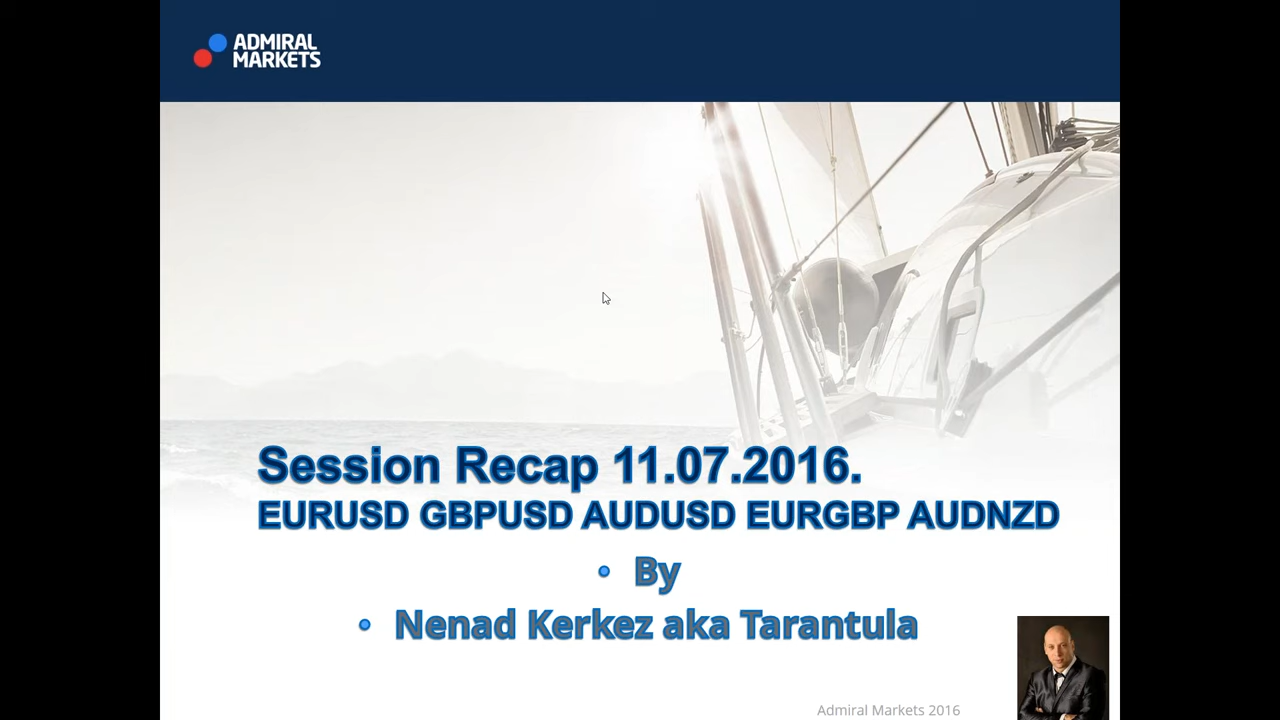 ADMIRAL
MARKETS
Session Recap 11.07.2016.
EURUSD GBPUSD AUDUSD EURGBP AUDNZD
• By
• Nenad Kerkez aka Tarantula
Admiral Markets 2016